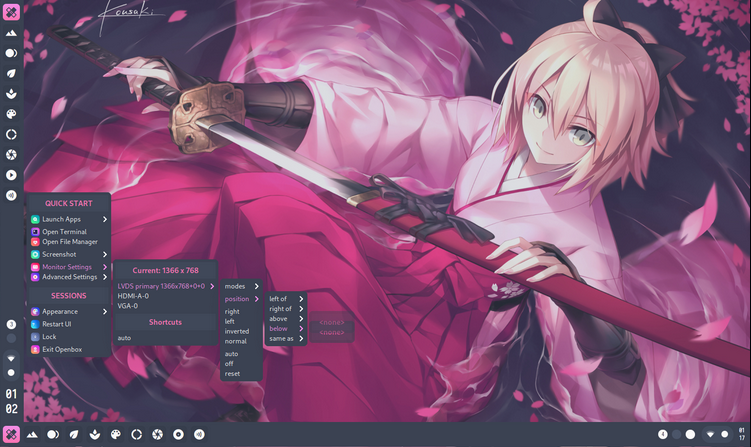 Kousaki
QUICK START
Launch Apps
Open Terminal
Open File Manager
Screenshot
Monitor Settings
Advanced Settings
SESSIONS
Appearance
Restart UI
Lock
Exit Openbox
Current: 1366 x 768
LVDS primary 1366x768+0+0
HDMI-A-0
VGA-0
Shortcuts
auto
modes
position
right
left
inverted
normal
auto
off
reset
left of
right of
above
below
same as
<none>
<none>
3
01
02
01
17